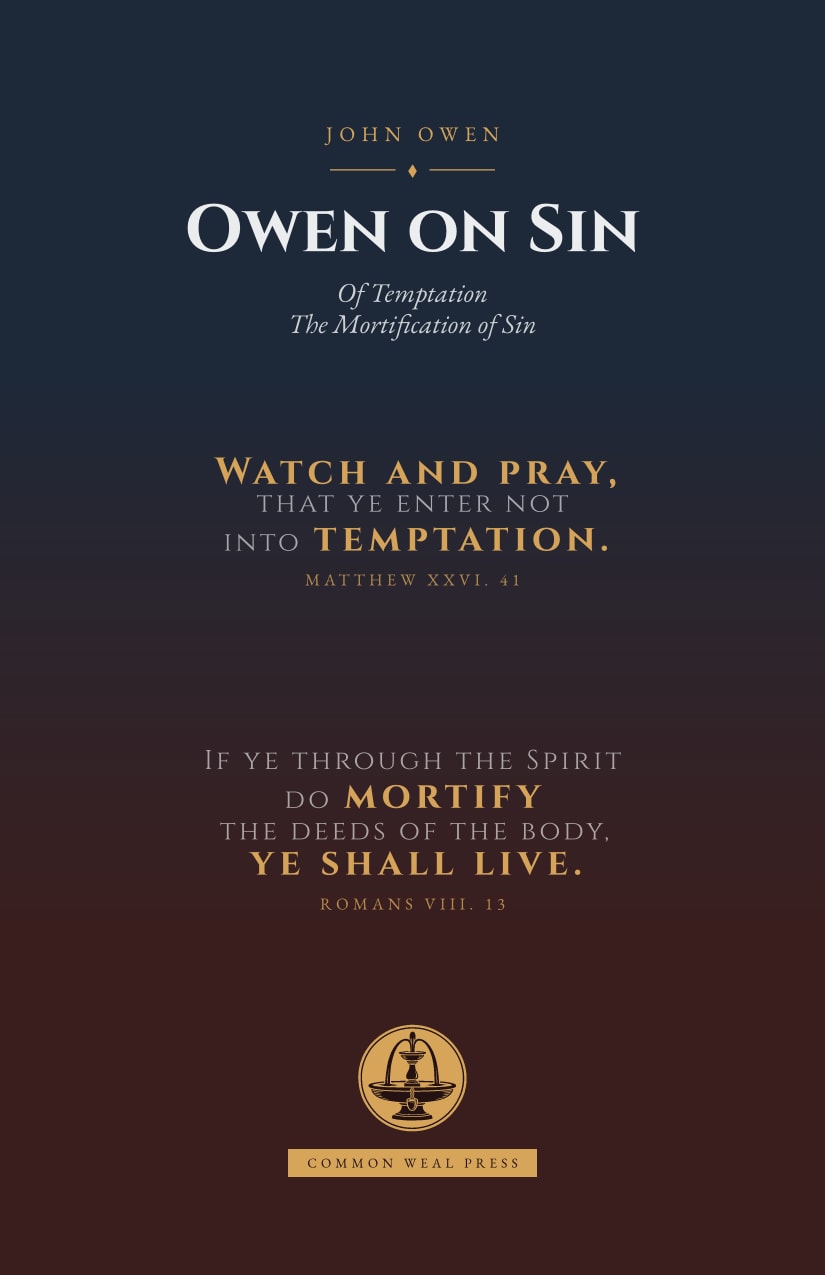 JOHN OWEN
OWEN ON SIN
Of Temptation
The Mortification of Sin
WATCH AND PRAY,
THAT YE ENTER NOT
INTO TEMPTATION.
MATTHEW XXVI. 41
IF YE THROUGH THE SPIRIT
DO MORTIFY
THE DEEDS OF THE BODY,
YE SHALL LIVE.
ROMANS VIII. 13
COMMON WEAL PRESS